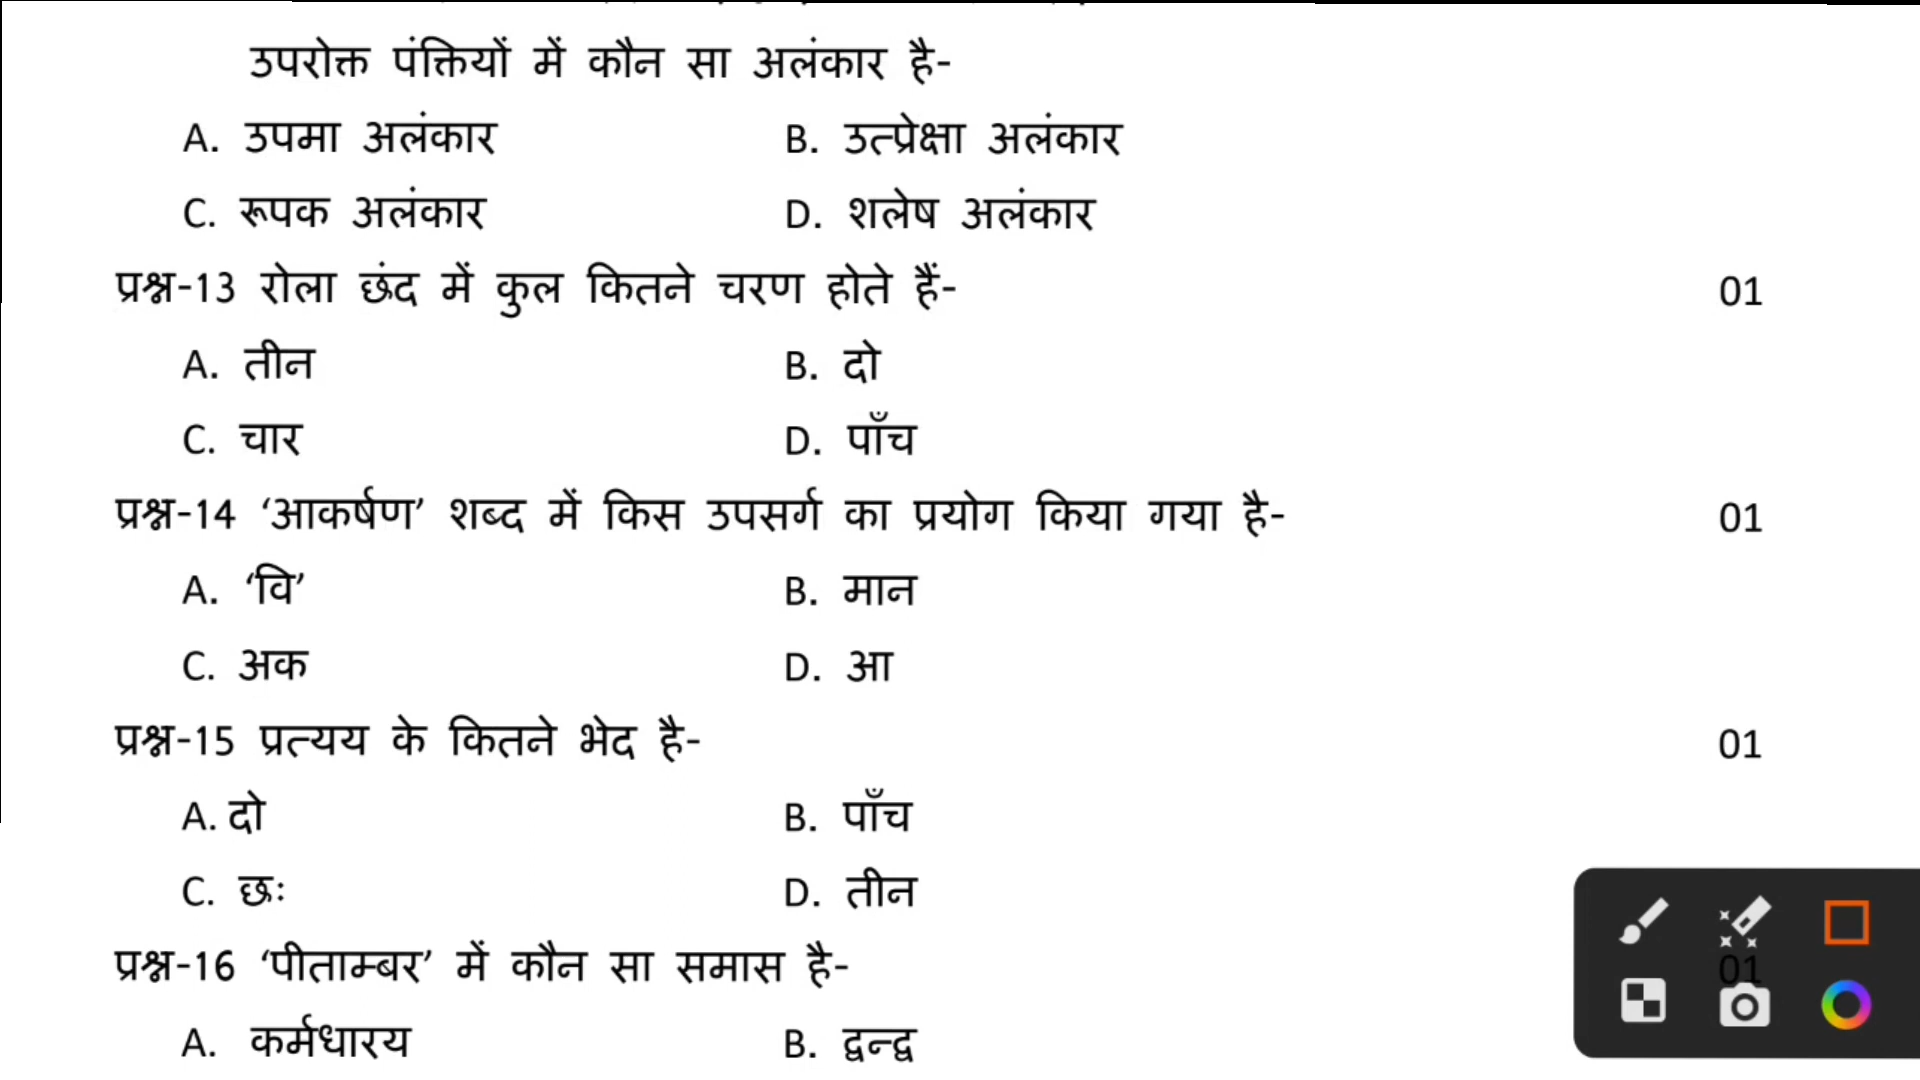 उपरोक्त पंक्तियों में कौन सा अलंकार है-
A. उपमा अलंकार B. उत्प्रेक्षा अलंकार
C. रूपक अलंकार D. शलेष अलंकार
प्रश्न-13 रोला छंद में कुल कितने चरण होते हैं- 01
A. तीन B. दो
C. चार D. पाँच
प्रश्न-14 ‘आकर्षण’ शब्द में किस उपसर्ग का प्रयोग किया गया है- 01
A. ‘वि’ B. मान
C. अक D. आ
प्रश्न-15 प्रत्यय के कितने भेद है- 01
A. दो B. पाँच
C. छः D. तीन
प्रश्न-16 ‘पीताम्बर’ में कौन सा समास है- 01
A. कर्मधारय B. द्वन्द्व